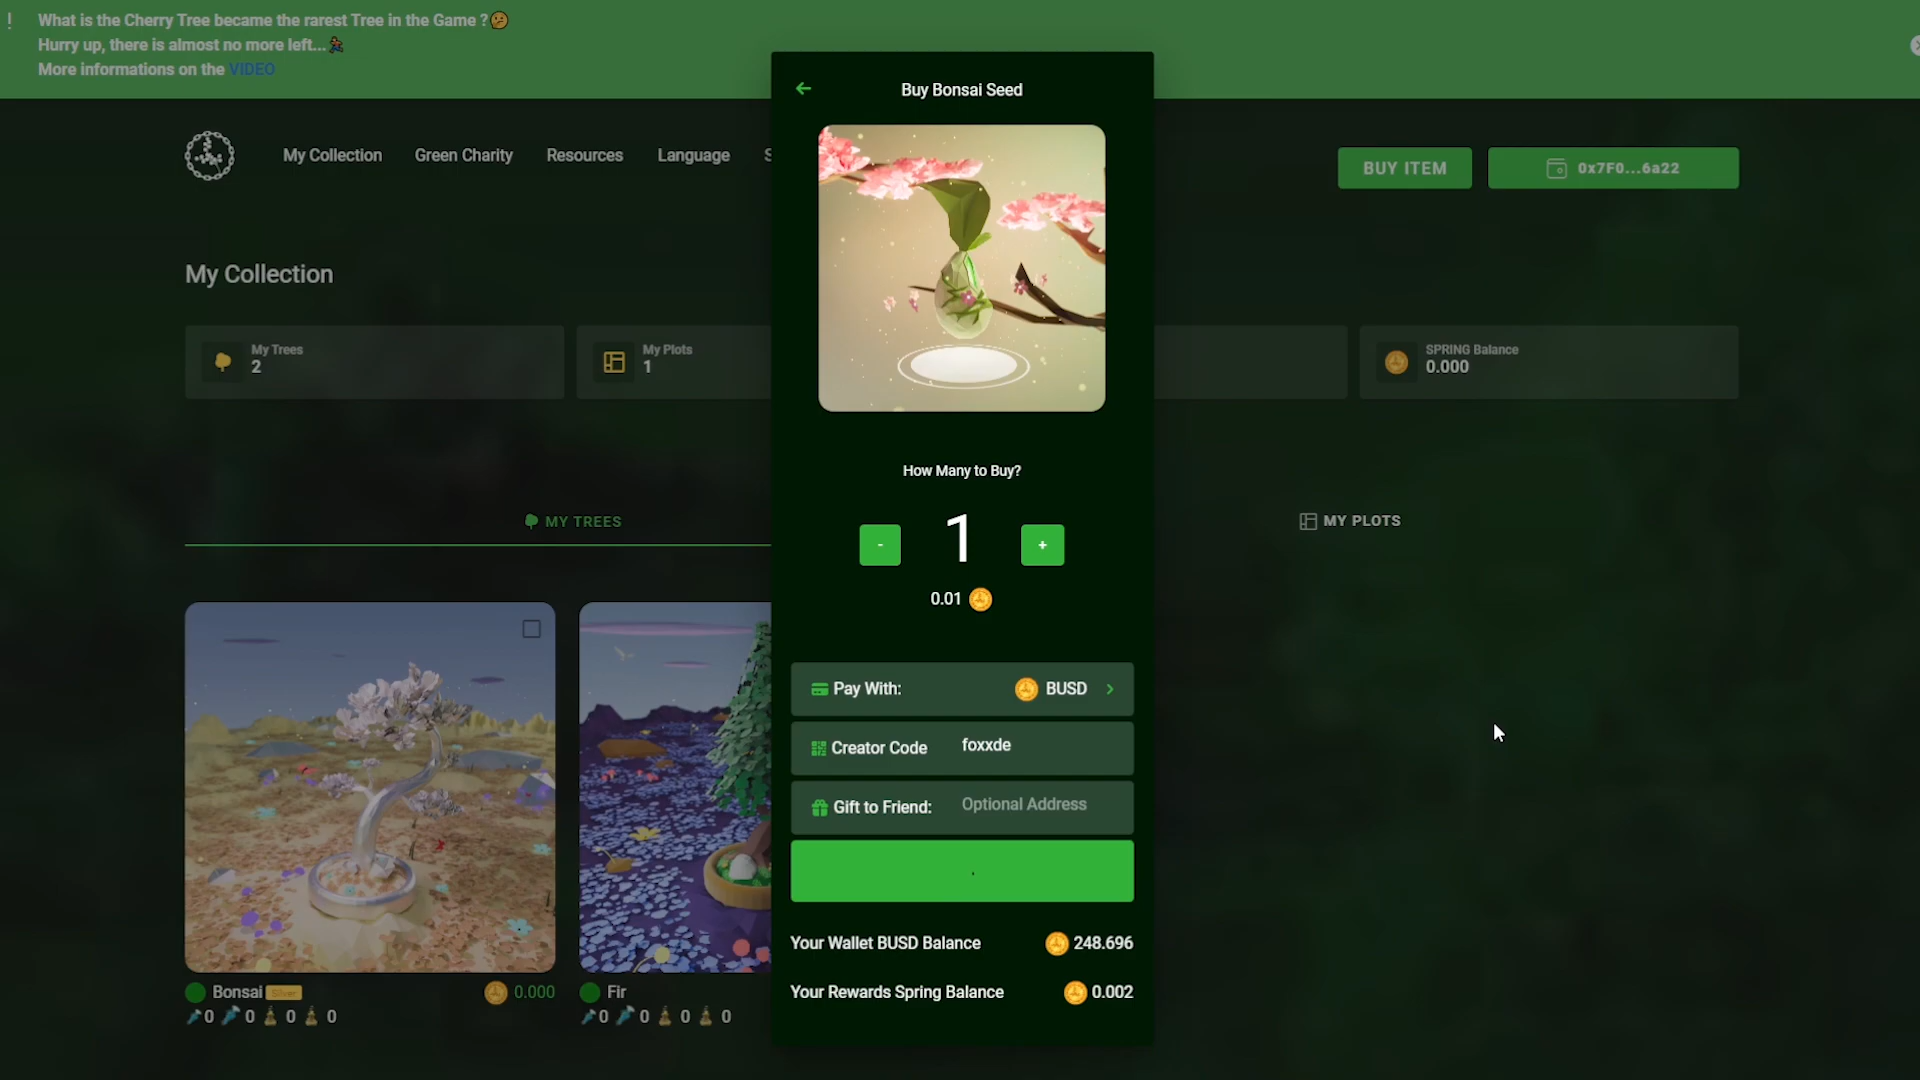 What is the Cherry Tree became the rarest Tree in the Game ?🤔
Hurry up, there is almost no more left...🏃
More informations on the VIDEO
My Collection
Green Charity
Resources
Language
S
BUY ITEM
0x7F0...6a22
My Collection
My Trees
2
My Plots
1
SPRING Balance
0.000
MY TREES
MY PLOTS
Bonsai Silver
0.000
0 0 0 0
Fir
0 0 0 0
Buy Bonsai Seed
How Many to Buy?
- 1 +
0.01
Pay With: BUSD
Creator Code foxxde
Gift to Friend: Optional Address
Your Wallet BUSD Balance 248.696
Your Rewards Spring Balance 0.002